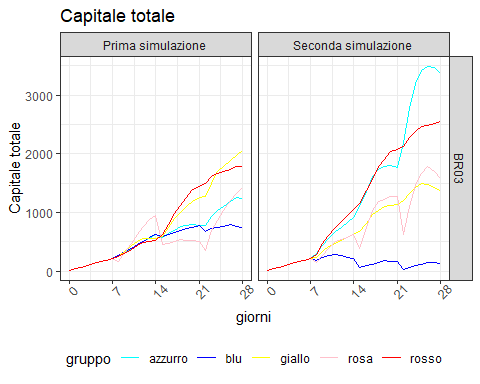 Capitale totale
Prima simulazione
Seconda simulazione
Capitale totale
3000
2000
1000
0
BR03
0 7 14 21 28 0 7 14 21 28
giorni
gruppo azzurro blu giallo rosa rosso